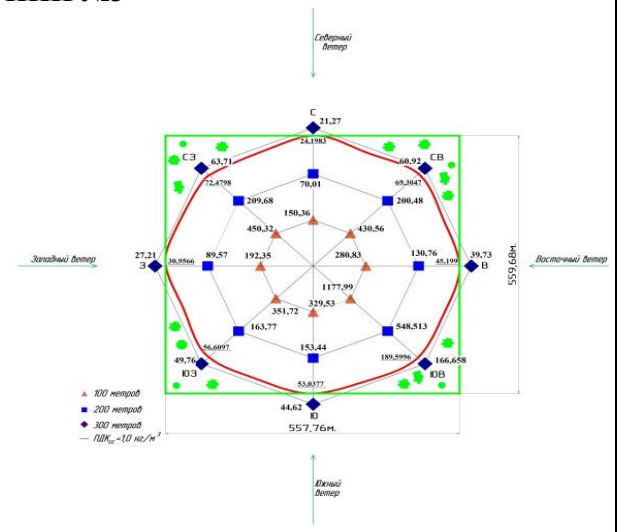 Северный
ветер
С
21,27
24,1983
СЗ
63,71
60,92
СВ
72,4798
69,3047
70,01
209,68
200,48
150,36
450,32
430,56
Западный ветер
27,21
З
30,9566
89,57
192,35
280,83
130,76
45,199
39,73
В
Восточный ветер
559,68м.
1177,99
351,72
329,53
163,77
548,513
153,44
56,6097
189,5996
49,76
ЮЗ
166,658
ЮВ
53,0377
44,62
Ю
100 метров
200 метров
300 метров
557,76м.
Южный
ветер